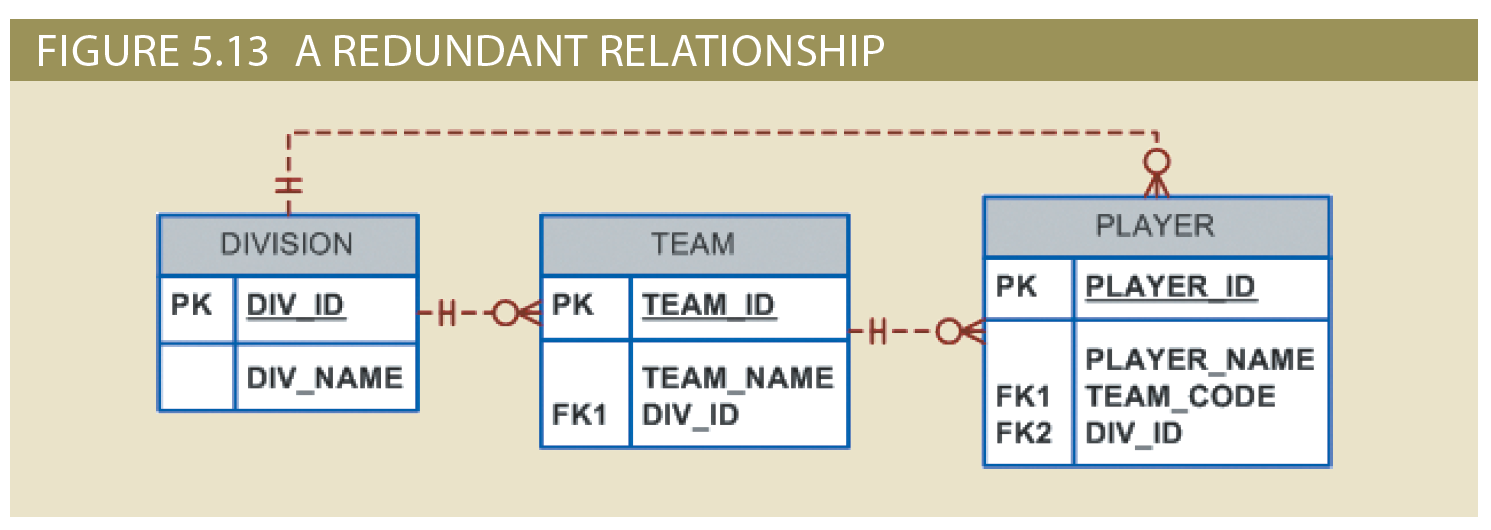 FIGURE 5.13 A REDUNDANT RELATIONSHIP
DIVISION
PK DIV_ID
DIV_NAME
TEAM
PK TEAM_ID
TEAM_NAME
FK1 DIV_ID
PLAYER
PK PLAYER_ID
PLAYER_NAME
FK1 TEAM_CODE
FK2 DIV_ID